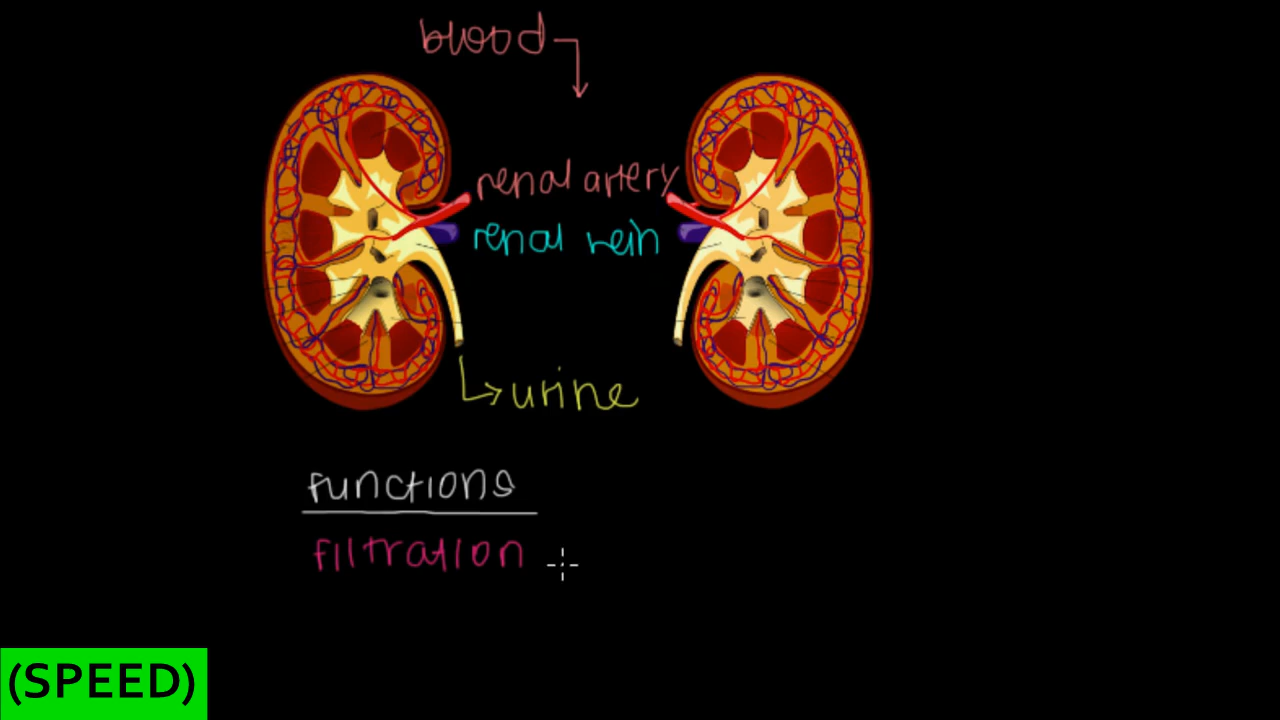 blood
renal artery
renal vein
urine
functions
filtration
(SPEED)